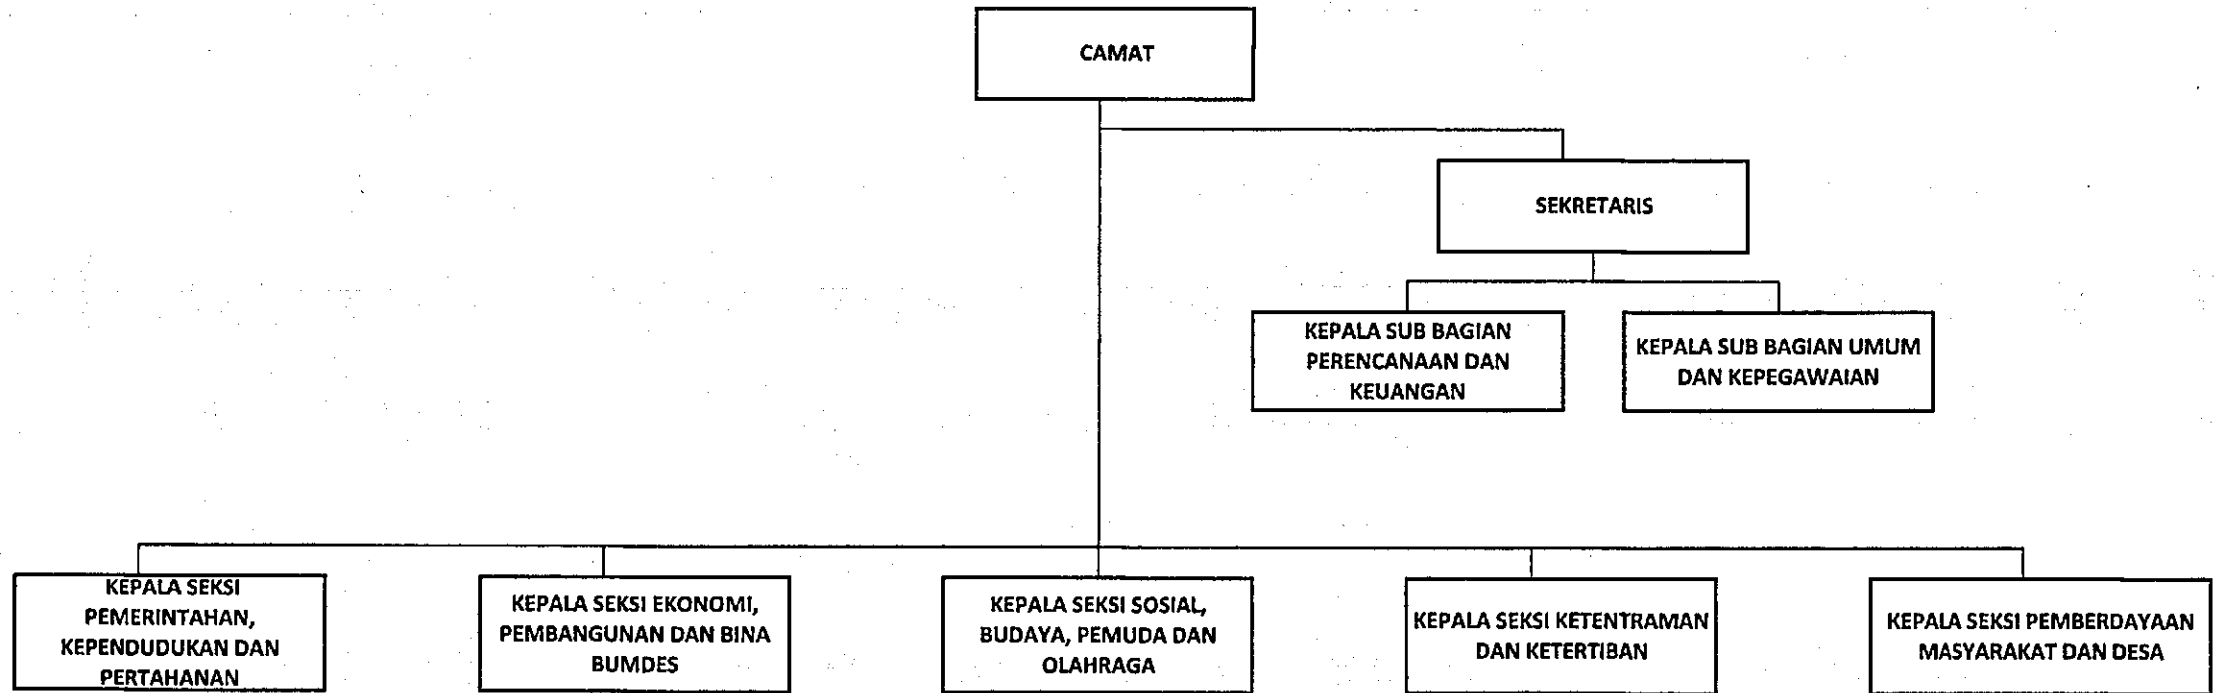 CAMAT
SEKRETARIS
KEPALA SUB BAGIAN
PERENCANAAN DAN
KEUANGAN
KEPALA SUB BAGIAN UMUM
DAN KEPEGAWAIAN
KEPALA SEKSI
PEMERINTAHAN,
KEPENDUDUKAN DAN
PERTAHANAN
KEPALA SEKSI EKONOMI,
PEMBANGUNAN DAN BINA
BUMDES
KEPALA SEKSI SOSIAL,
BUDAYA, PEMUDA DAN
OLAHRAGA
KEPALA SEKSI KETENTRAMAN
DAN KETERTIBAN
KEPALA SEKSI PEMBERDAYAAN
MASYARAKAT DAN DESA